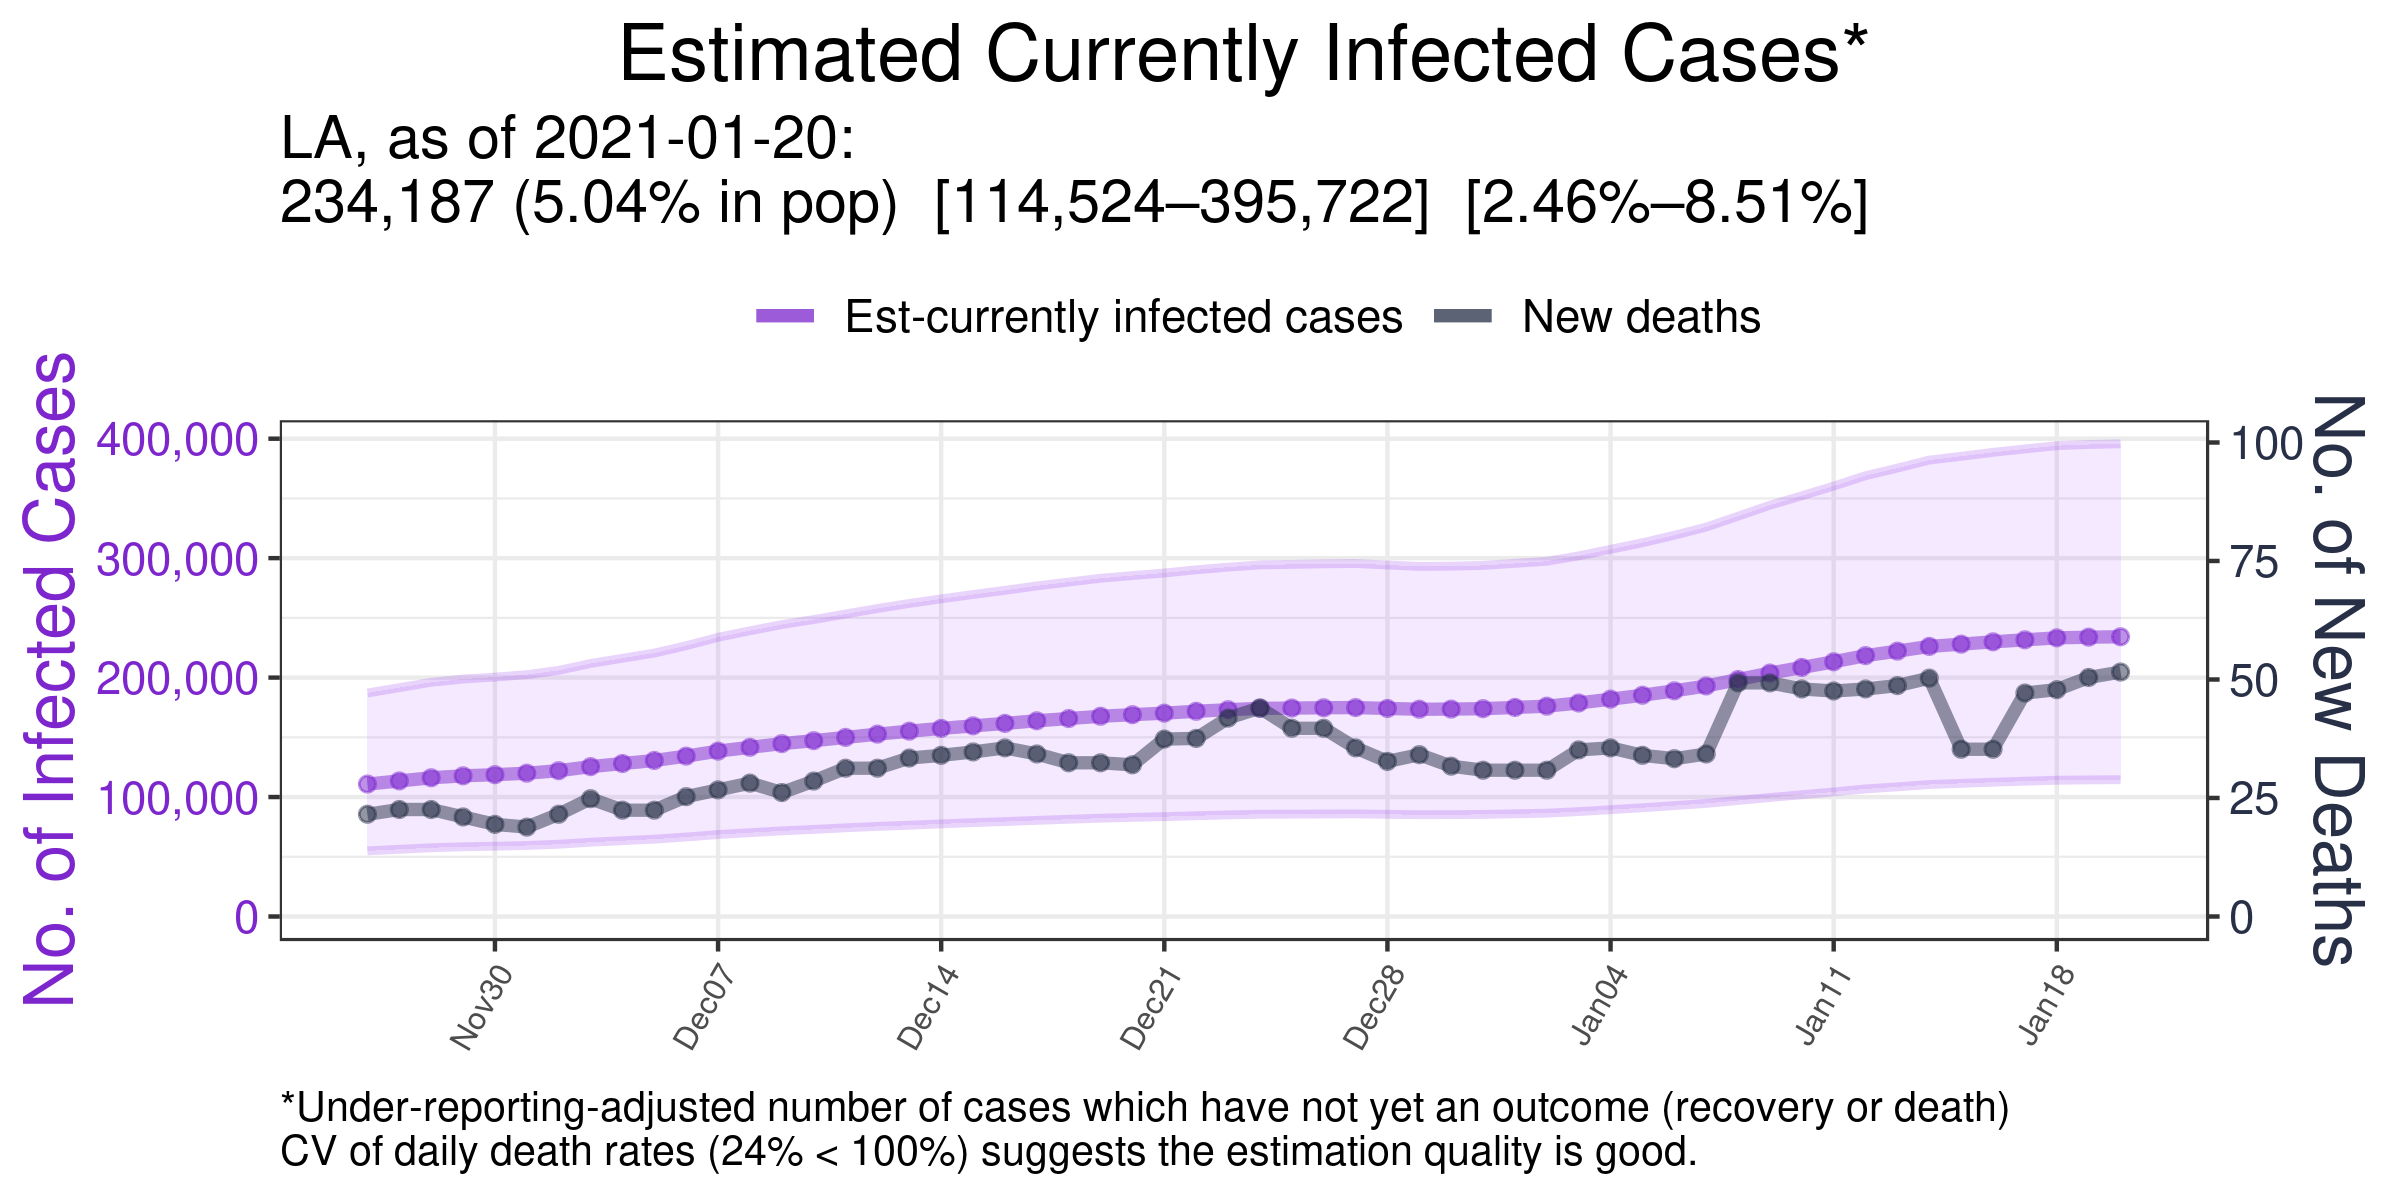 Estimated Currently Infected Cases*
LA, as of 2021-01-20:
234,187 (5.04% in pop)  [114,524–395,722]  [2.46%–8.51%]
Est-currently infected cases
New deaths
No. of Infected Cases
400,000
300,000
200,000
100,000
0
100
75
50
25
0
No. of New Deaths
Nov30
Dec07
Dec14
Dec21
Dec28
Jan04
Jan11
Jan18
*Under-reporting-adjusted number of cases which have not yet an outcome (recovery or death)
CV of daily death rates (24% < 100%) suggests the estimation quality is good.